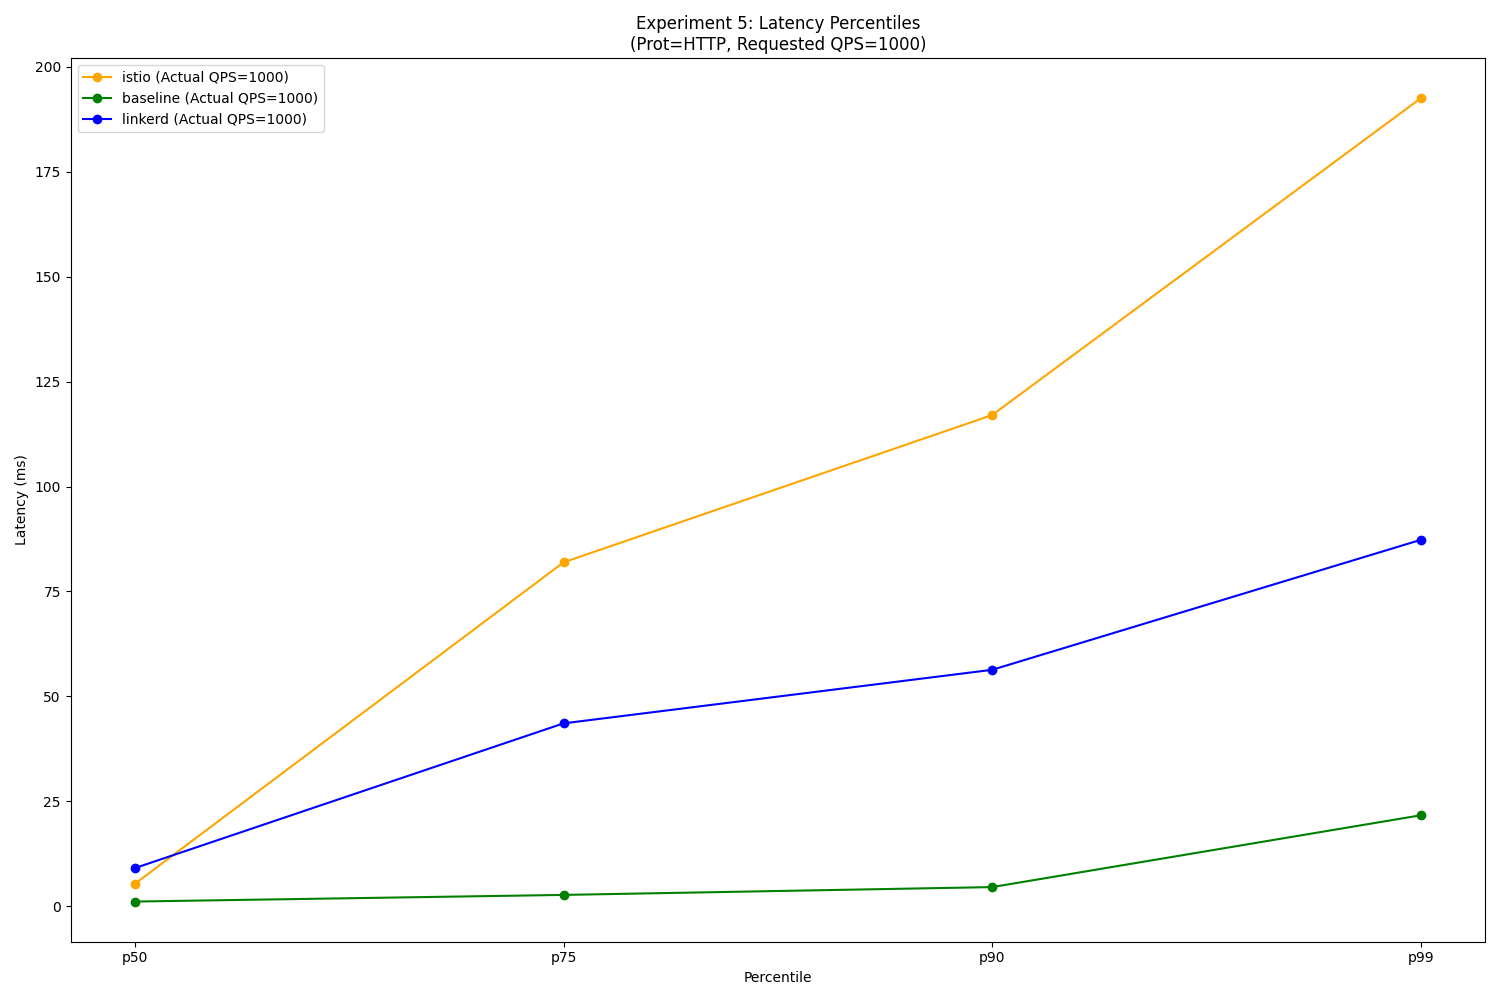 Experiment 5: Latency Percentiles
(Prot=HTTP, Requested QPS=1000)
istio (Actual QPS=1000)
baseline (Actual QPS=1000)
linkerd (Actual QPS=1000)
Latency (ms)
200
175
150
125
100
75
50
25
0
p50
p75
p90
p99
Percentile